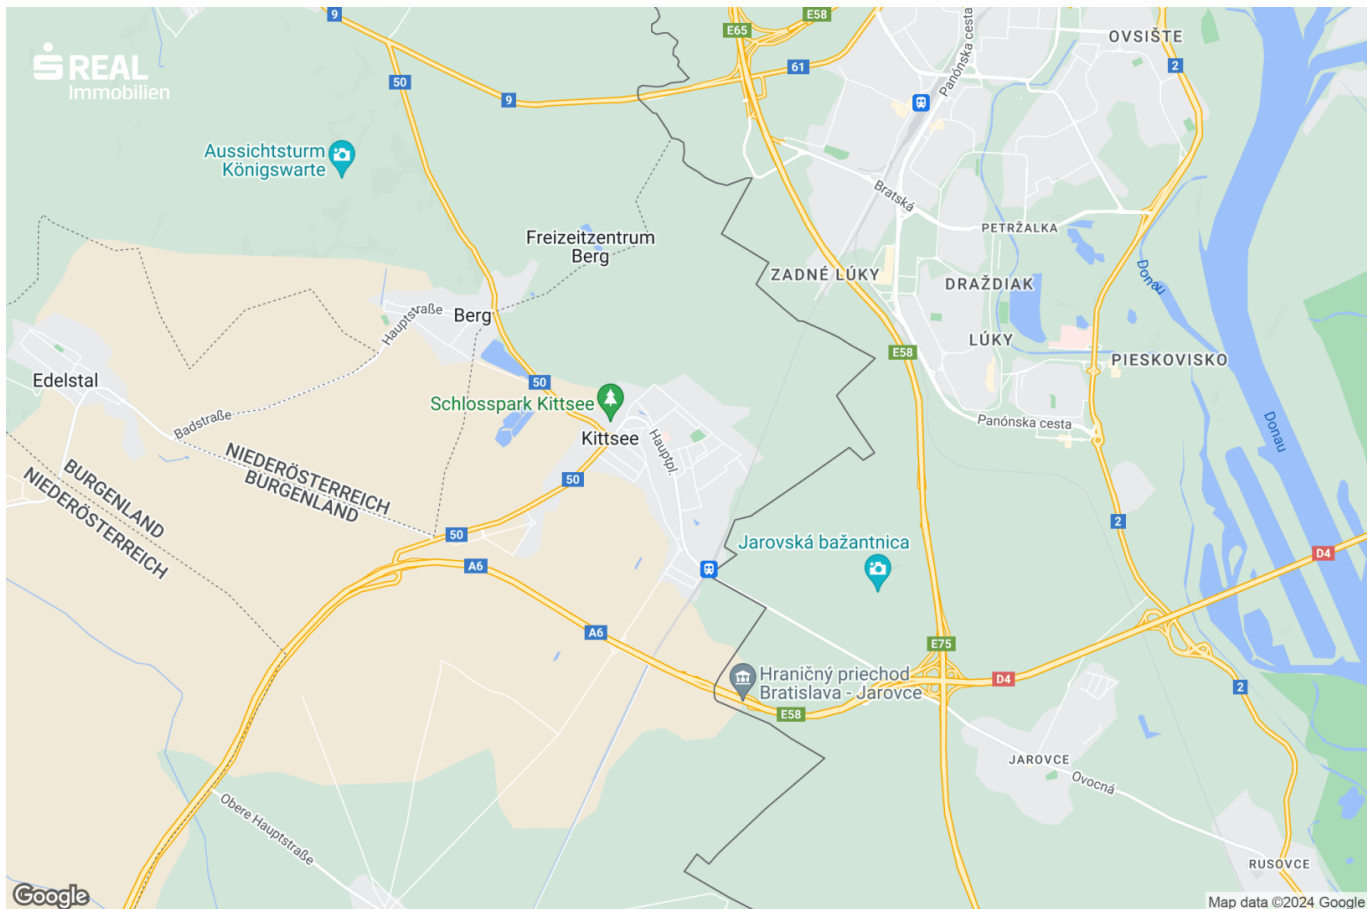 9
E58
E65
Panónska cesta
OVSIŠTE
2
REAL
Immobilien
50
61
9
Aussichtsturm
Königswarte
Bratská
PETRŽALKA
Freizeitzentrum
Berg
ZADNÉ LÚKY
DRAŽDIAK
Donau
Hauptstraße
Berg
LÚKY
E58
PIESKOVISKO
Edelstal
50
Schlosspark Kittsee
Badstraße
Kittsee
Hauptpl.
Panónska cesta
Donau
NIEDERÖSTERREICH
BURGENLAND
BURGENLAND
NIEDERÖSTERREICH
50
50
2
Jarovská bažantnica
D4
A6
A6
E75
Hraničný priechod
Bratislava - Jarovce
D4
2
E58
JAROVCE
Ovocná
Obere Hauptstraße
RUSOVCE
Google
Map data ©2024 Google